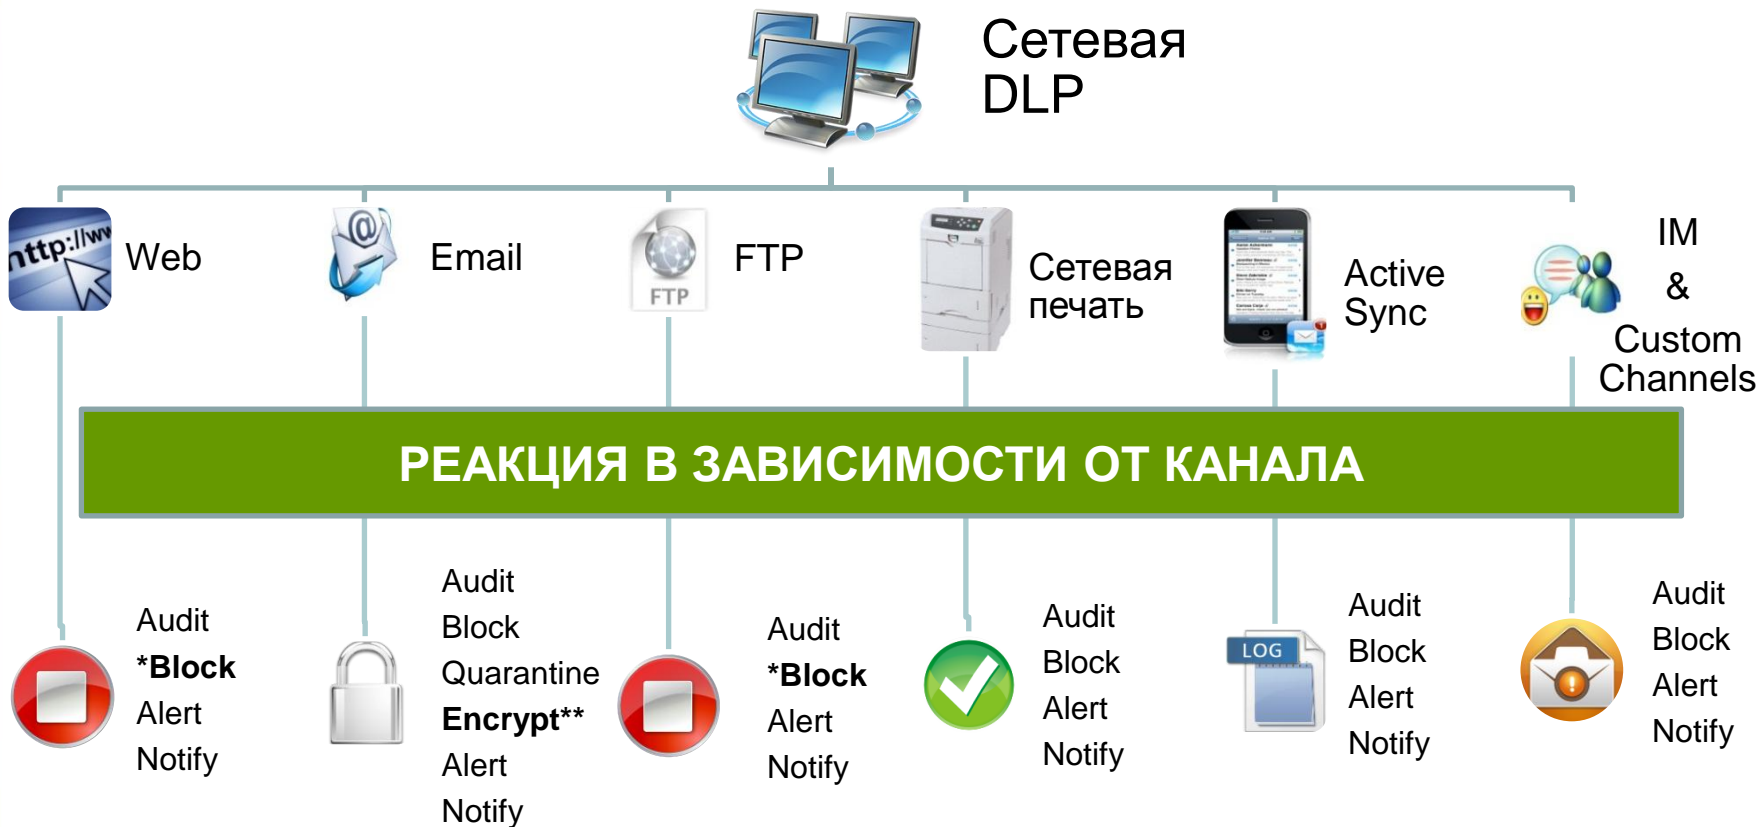 Сетевая
DLP
http://ww
Web
@
Email
FTP
FTP
Сетевая
печать
Active
Sync
IM
&
Custom
Channels
РЕАКЦИЯ В ЗАВИСИМОСТИ ОТ КАНАЛА
Audit
*Block
Alert
Notify
Audit
Block
Quarantine
Encrypt**
Alert
Notify
Audit
*Block
Alert
Notify
Audit
Block
Alert
Notify
LOG
Audit
Block
Alert
Notify
Audit
Block
Alert
Notify